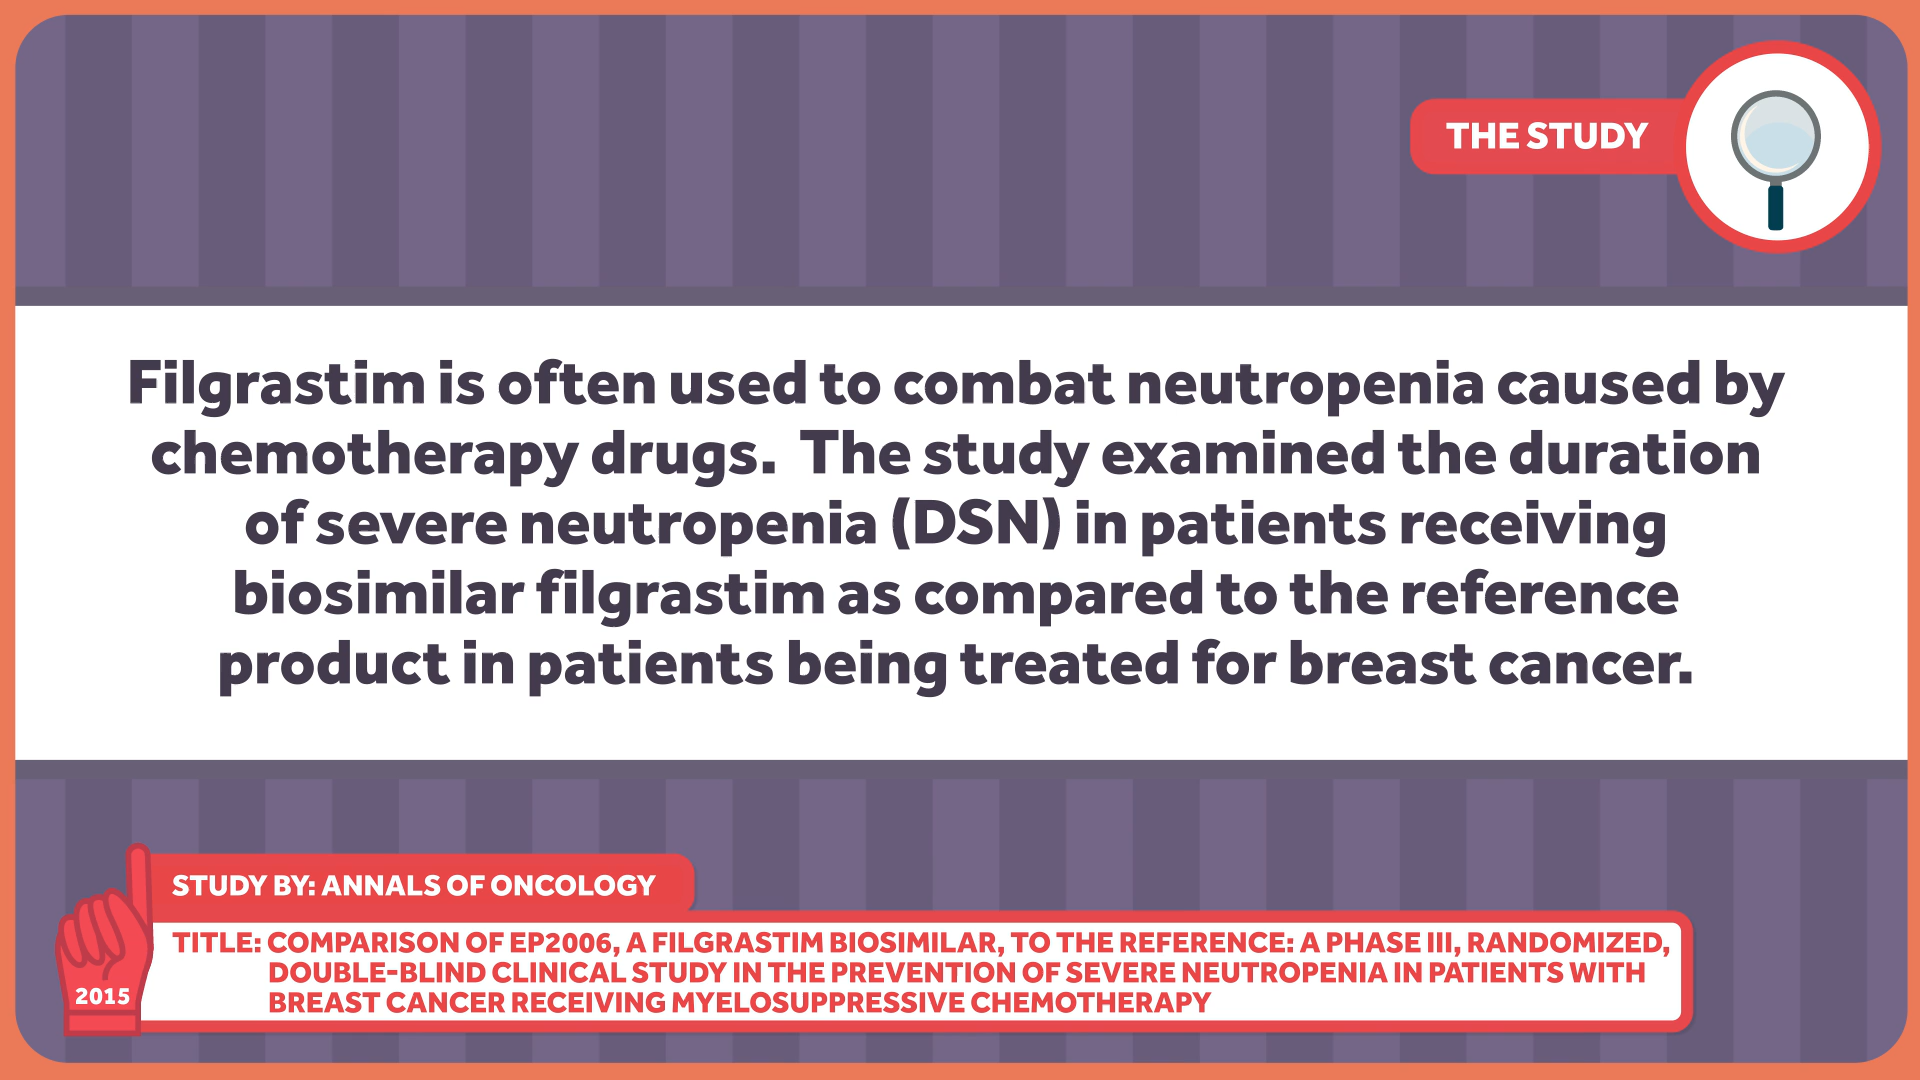 THE STUDY
Filgrastim is often used to combat neutropenia caused by
chemotherapy drugs.  The study examined the duration
of severe neutropenia (DSN) in patients receiving
biosimilar filgrastim as compared to the reference
product in patients being treated for breast cancer.
STUDY BY: ANNALS OF ONCOLOGY
TITLE: COMPARISON OF EP2006, A FILGRASTIM BIOSIMILAR, TO THE REFERENCE: A PHASE III, RANDOMIZED,
DOUBLE-BLIND CLINICAL STUDY IN THE PREVENTION OF SEVERE NEUTROPENIA IN PATIENTS WITH
BREAST CANCER RECEIVING MYELOSUPPRESSIVE CHEMOTHERAPY
2015